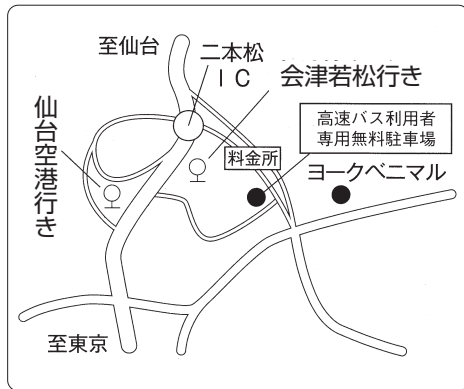 至仙台
二本松
IC
会津若松行き
高速バス利用者
専用無料駐車場
仙台空港行き
料金所
ヨークベニマル
至東京